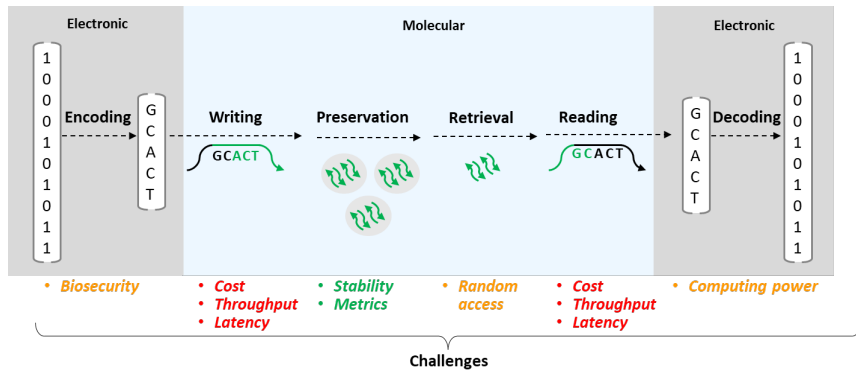 Electronic
Molecular
Electronic
1
0
0
0
1
0
1
0
1
1
Encoding
G
C
A
C
T
Writing
GCACT
Preservation
Retrieval
Reading
GCACT
G
C
A
C
T
Decoding
1
0
0
0
1
0
1
0
1
1
• Biosecurity
• Cost
• Throughput
• Latency
• Stability
• Metrics
• Random
access
• Cost
• Throughput
• Latency
• Computing power
Challenges